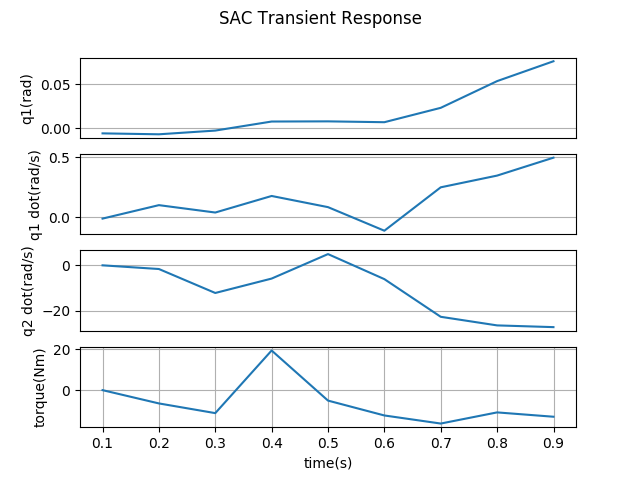 SAC Transient Response
q1(rad)
0.05
0.00
q1 dot(rad/s)
0.5
0.0
q2 dot(rad/s)
0
−20
torque(Nm)
20
0
0.1 0.2 0.3 0.4 0.5 0.6 0.7 0.8 0.9
time(s)